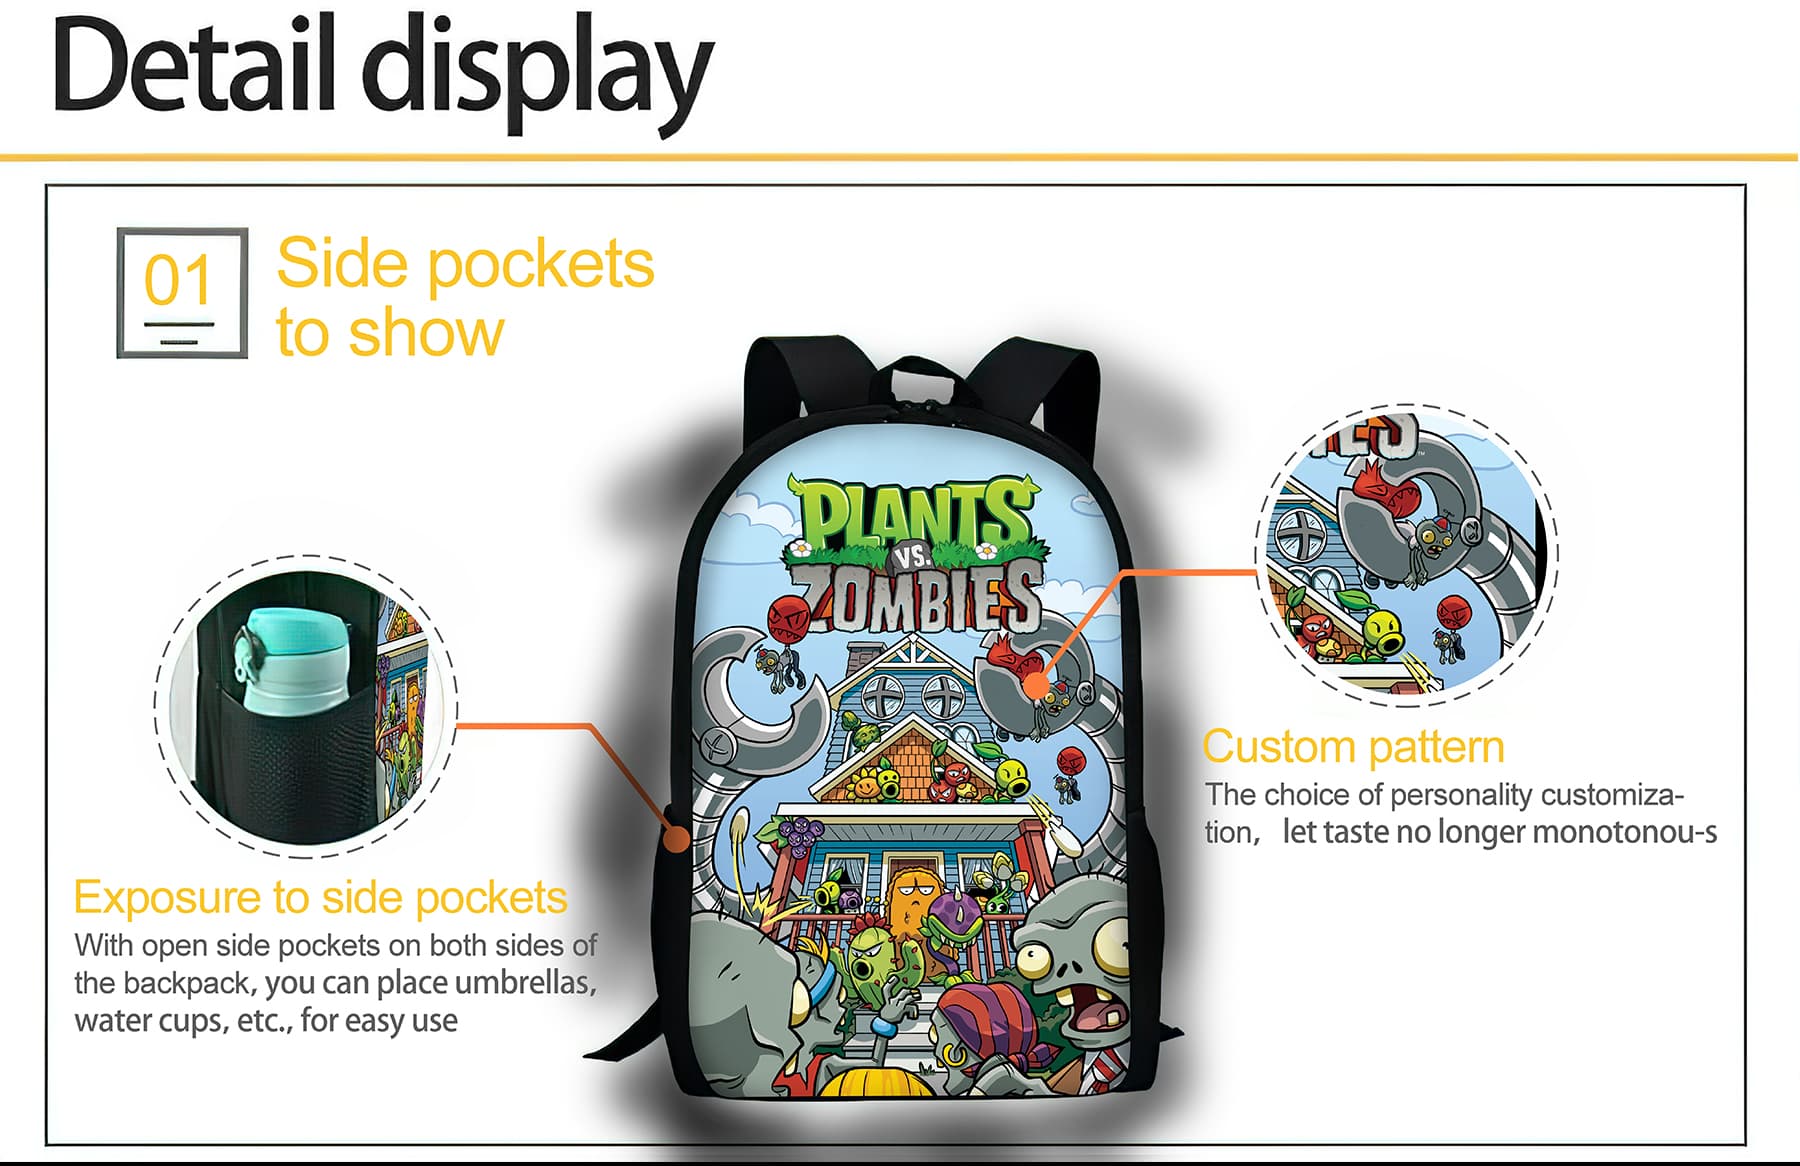 Detail display
01
Side pockets
to show
PLANTS
VS.
ZOMBIES
IES
™
Exposure to side pockets
With open side pockets on both sides of
the backpack, you can place umbrellas,
water cups, etc., for easy use
Custom pattern
The choice of personality customiza-
tion,  let taste no longer monotonou-s